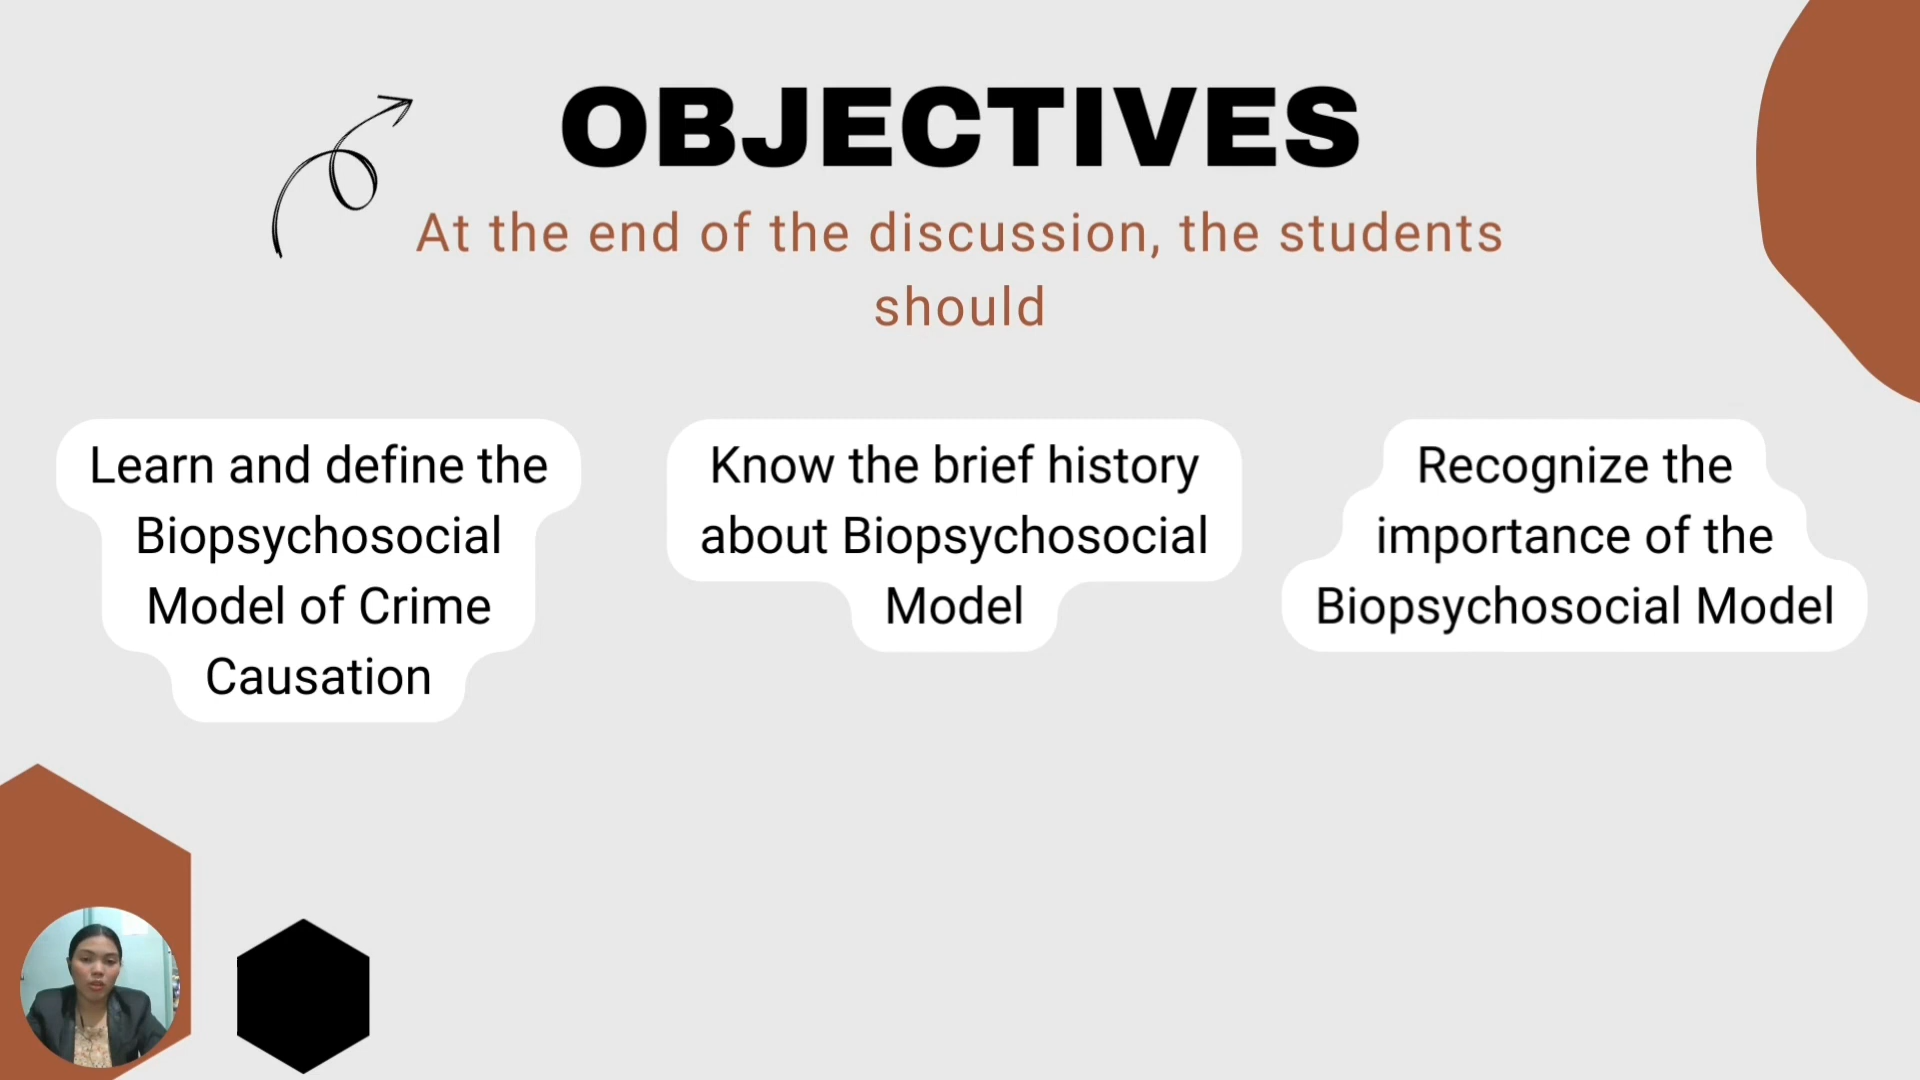 OBJECTIVES
At the end of the discussion, the students
should
Learn and define the
Biopsychosocial
Model of Crime
Causation
Know the brief history
about Biopsychosocial
Model
Recognize the
importance of the
Biopsychosocial Model